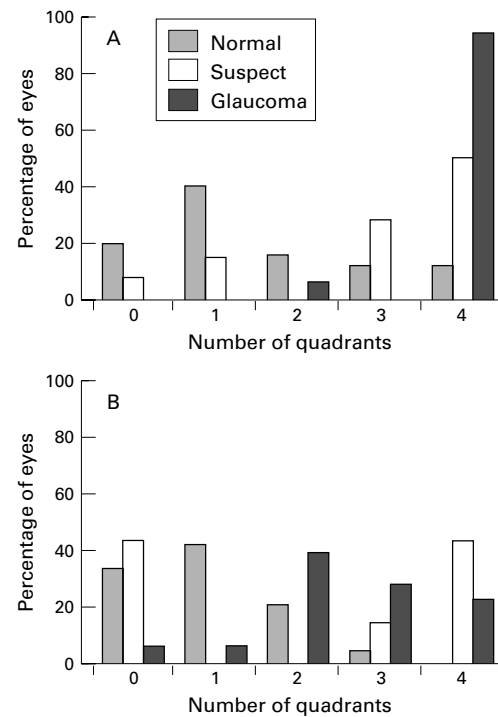 A
Normal
Suspect
Glaucoma
Percentage of eyes
100
80
60
40
20
0
0 1 2 3 4
Number of quadrants
B
Percentage of eyes
100
80
60
40
20
0
0 1 2 3 4
Number of quadrants